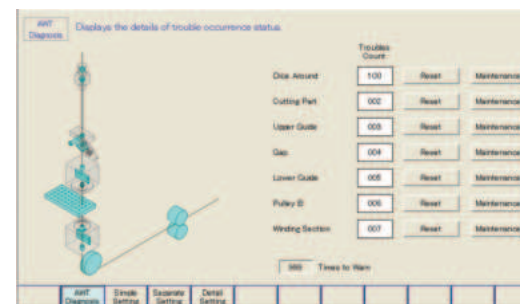 AWT
Diagnosis
Displays the details of trouble occurrence status.
Troubles
Count
Dice Around 100 Reset Maintenance
Cutting Part 002 Reset Maintenance
Upper Guide 003 Reset Maintenance
Gap 004 Reset Maintenance
Lower Guide 005 Reset Maintenance
Pulley B 006 Reset Maintenance
Winding Section 007 Reset Maintenance
Times to Warn
AWT
Diagnosis
Simple
Setting
Separate
Setting
Detail
Setting